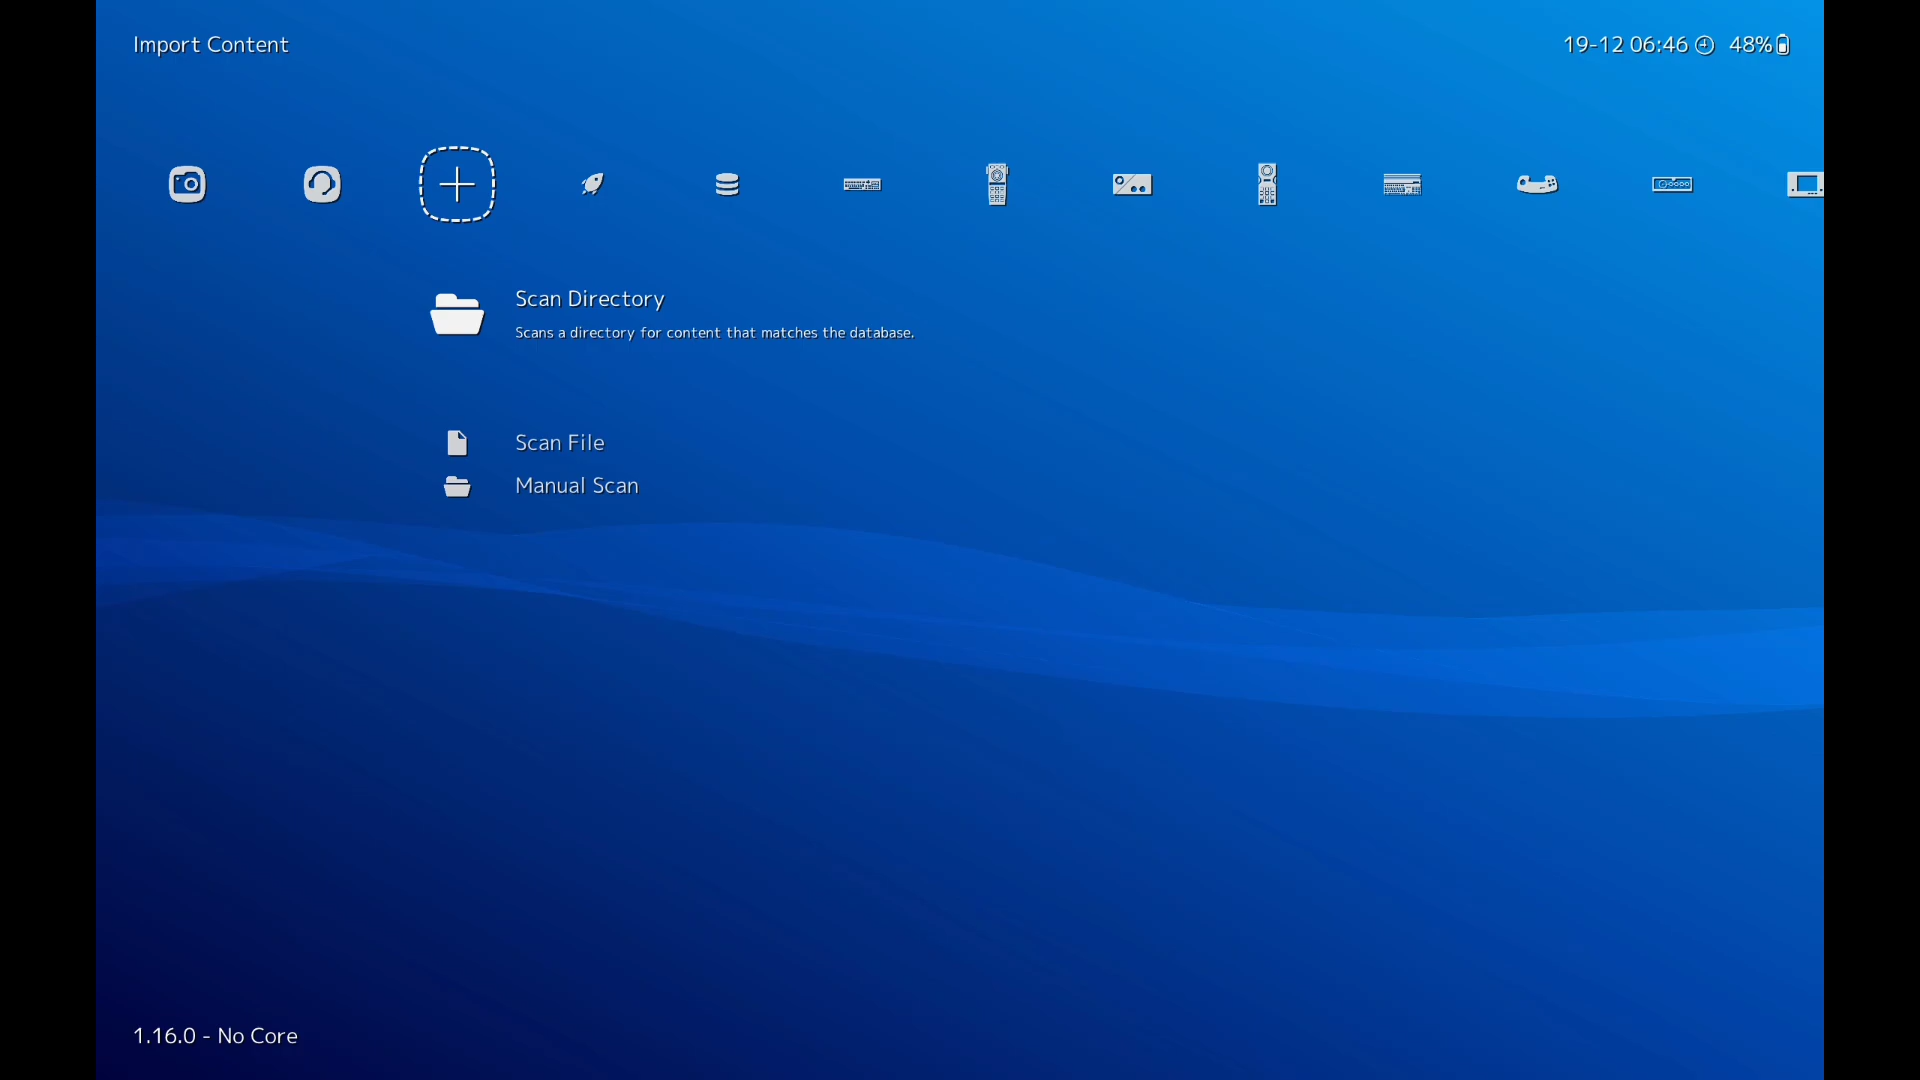 Import Content
19-12 06:46 48%
Scan Directory
Scans a directory for content that matches the database.
Scan File
Manual Scan
1.16.0 - No Core